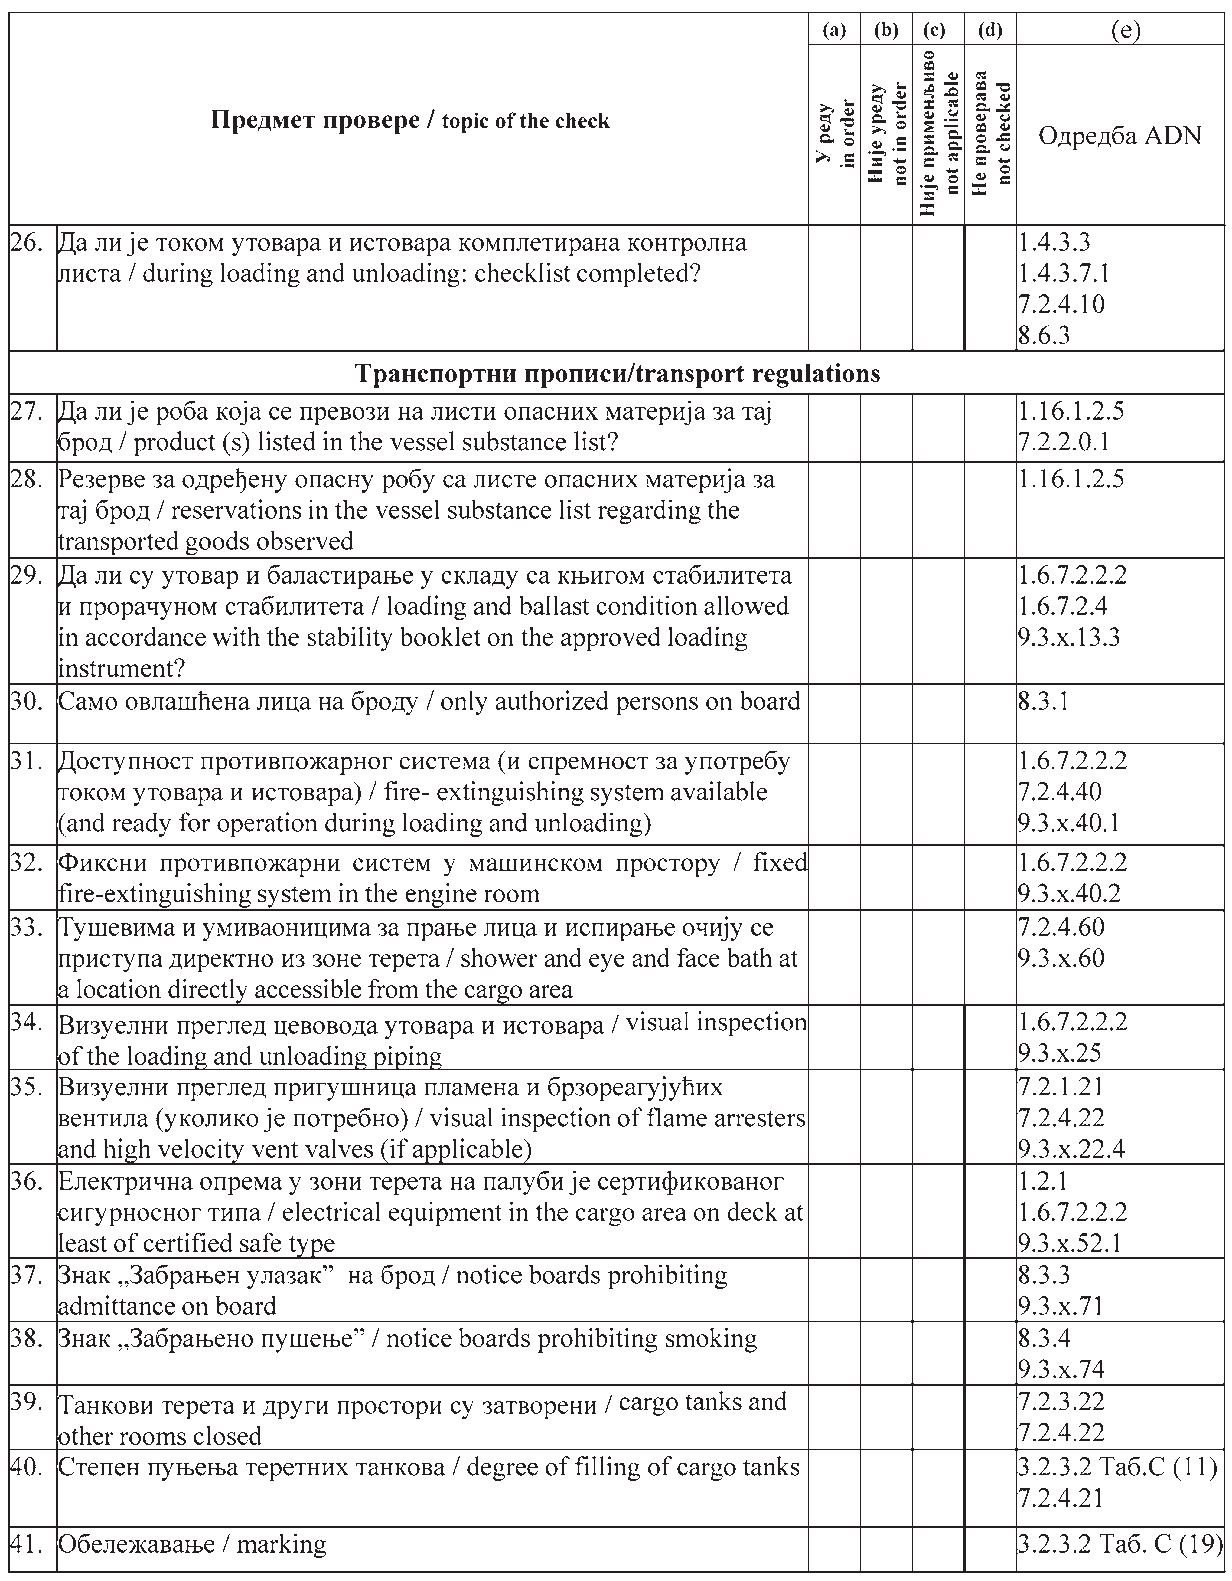 (a) (b) (c) (d) (e)
Предмет провере / topic of the check
У реду
in order
Није уреду
not in order
Није применљиво
not applicable
Не проверава
not checked
Одредба ADN
26. Да ли је током утовара и истовара комплетирана контролна
листа / during loading and unloading: checklist completed?
1.4.3.3
1.4.3.7.1
7.2.4.10
8.6.3
Транспортни прописи/transport regulations
27. Да ли је роба која се превози на листи опасних материја за тај
брод / product (s) listed in the vessel substance list?
1.16.1.2.5
7.2.2.0.1
28. Резерве за одређену опасну робу са листе опасних материја за
тај брод / reservations in the vessel substance list regarding the
transported goods observed
1.16.1.2.5
29. Да ли су утовар и баластирање у складу са књигом стабилитета
и прорачуном стабилитета / loading and ballast condition allowed
in accordance with the stability booklet on the approved loading
instrument?
1.6.7.2.2.2
1.6.7.2.4
9.3.x.13.3
30. Само овлашћена лица на броду / only authorized persons on board
8.3.1
31. Доступност противпожарног система (и спремност за употребу
током утовара и истовара) / fire- extinguishing system available
(and ready for operation during loading and unloading)
1.6.7.2.2.2
7.2.4.40
9.3.x.40.1
32. Фиксни противпожарни систем у машинском простору / fixed
fire-extinguishing system in the engine room
1.6.7.2.2.2
9.3.x.40.2
33. Тушевима и умиваоницима за прање лица и испирање очију се
приступа директно из зоне терета / shower and eye and face bath at
a location directly accessible from the cargo area
7.2.4.60
9.3.x.60
34. Визуелни преглед цевовода утовара и истовара / visual inspection
of the loading and unloading piping
1.6.7.2.2.2
9.3.x.25
35. Визуелни преглед пригушница пламена и брзореагујућих
вентила (уколико је потребно) / visual inspection of flame arresters
and high velocity vent valves (if applicable)
7.2.1.21
7.2.4.22
9.3.x.22.4
36. Електрична опрема у зони терета на палуби је сертификованог
сигурносног типа / electrical equipment in the cargo area on deck at
least of certified safe type
1.2.1
1.6.7.2.2.2
9.3.x.52.1
37. Знак „Забрањен улазак” на брод / notice boards prohibiting
admittance on board
8.3.3
9.3.x.71
38. Знак „Забрањено пушење” / notice boards prohibiting smoking
8.3.4
9.3.x.74
39. Танкови терета и други простори су затворени / cargo tanks and
other rooms closed
7.2.3.22
7.2.4.22
40. Степен пуњења теретних танкова / degree of filling of cargo tanks
3.2.3.2 Таб.С (11)
7.2.4.21
41. Обележавање / marking
3.2.3.2 Таб. С (19)